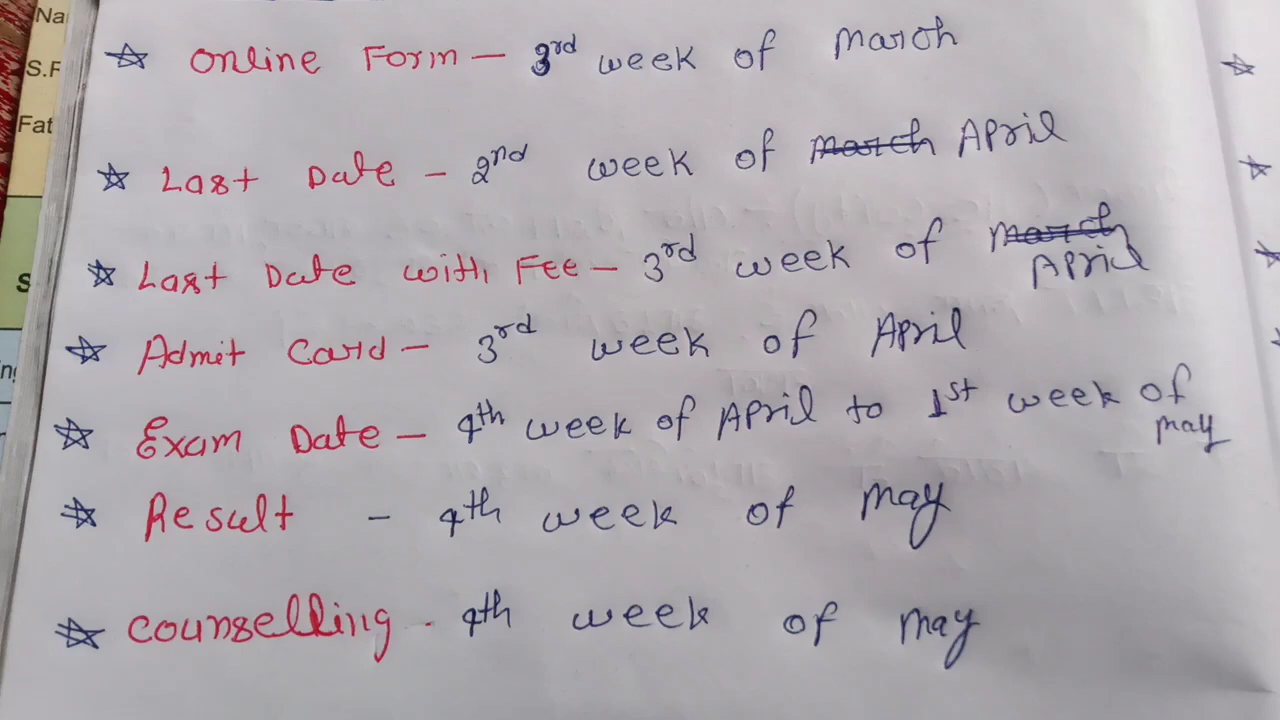 Na
S.F
Fat
S
☆ Online Form - 3rd week of march
☆ Last Date - 2nd week of march April
☆ Last Date with Fee - 3rd week of march
April
☆ Admit Card - 3rd week of April
☆ Exam Date - 4th week of April to 1st week of
may
☆ Result - 4th week of may
☆ counselling - 4th week of may